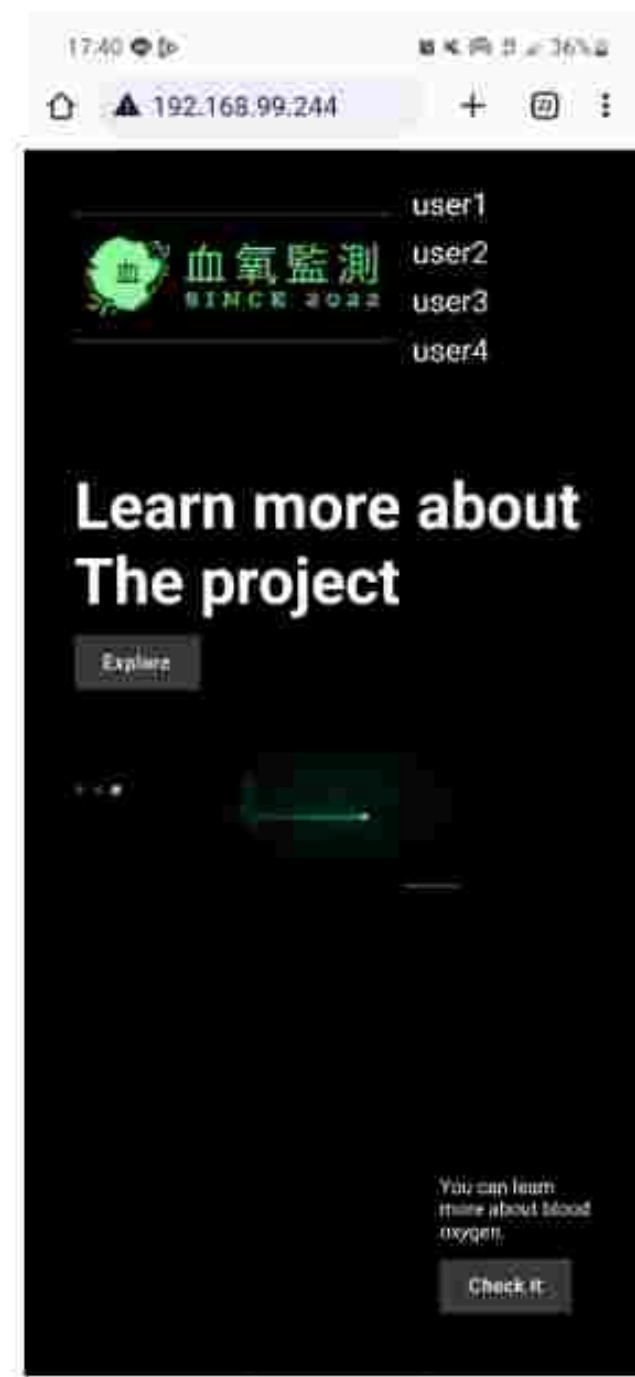 17:40
36%
192.168.99.244
血氧監測
SINCE 2022
user1
user2
user3
user4
Learn more about
The project
Explore
You can learn
more about blood
oxygen.
Check it